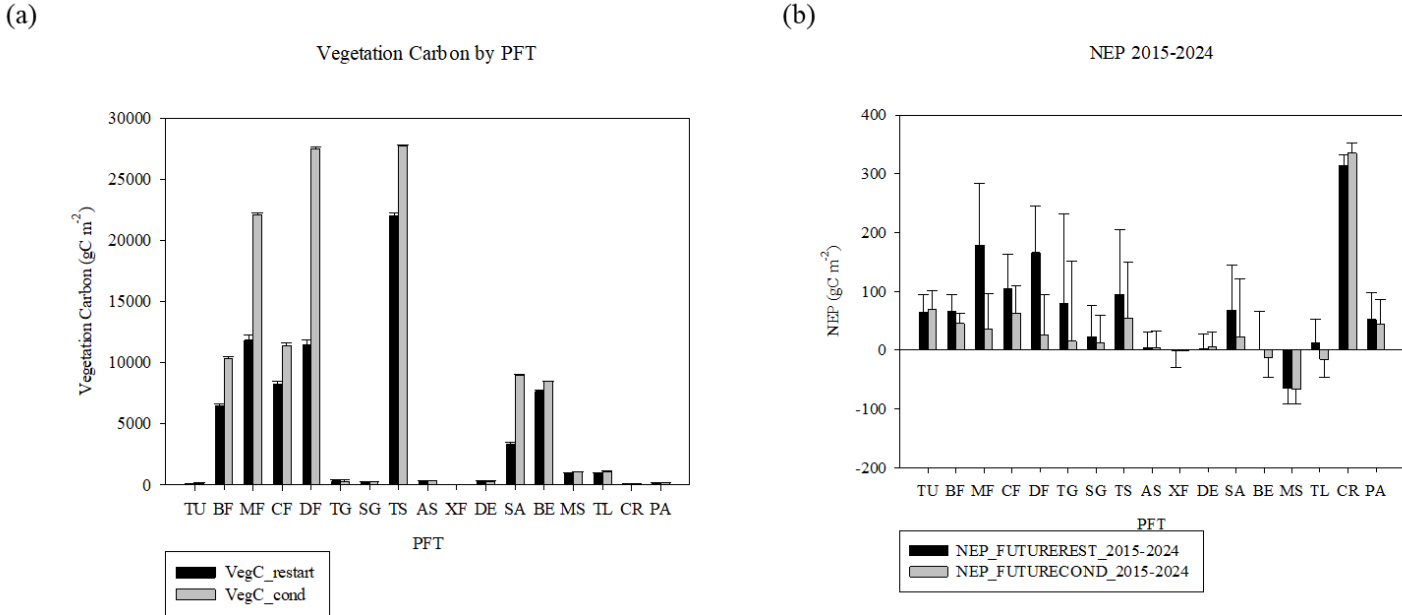 (a)
Vegetation Carbon by PFT
Vegetation Carbon (gC m-2)
30000
25000
20000
15000
10000
5000
0
TU BF MF CF DF TG SG TS AS XF DE SA BE MS TL CR PA
PFT
VegC_restart
VegC_cond
(b)
NEP 2015-2024
NEP (gC m-2)
400
300
200
100
0
-100
-200
TU BF MF CF DF TG SG TS AS XF DE SA BE MS TL CR PA
PFT
NEP_FUTUREREST_2015-2024
NEP_FUTURECOND_2015-2024